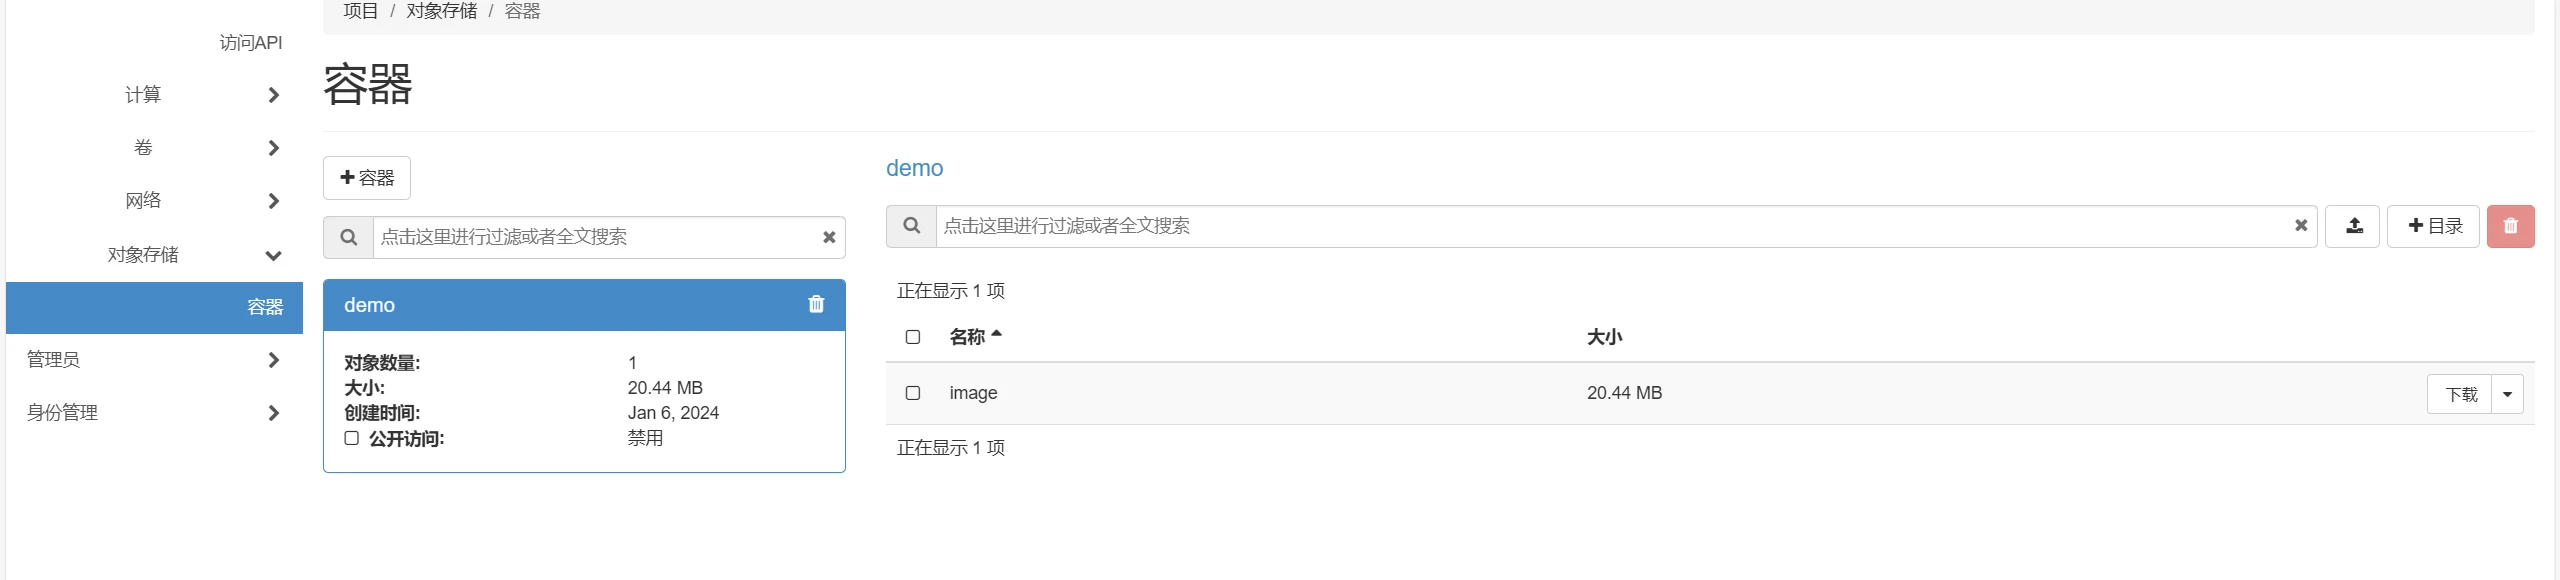 项目 / 对象存储 / 容器
访问API
计算
卷
网络
对象存储
容器
管理员
身份管理
容器
容器
点击这里进行过滤或者全文搜索
demo
对象数量: 1
大小: 20.44 MB
创建时间: Jan 6, 2024
公开访问: 禁用
demo
点击这里进行过滤或者全文搜索
目录
正在显示 1 项
名称 大小
image 20.44 MB 下载
正在显示 1 项